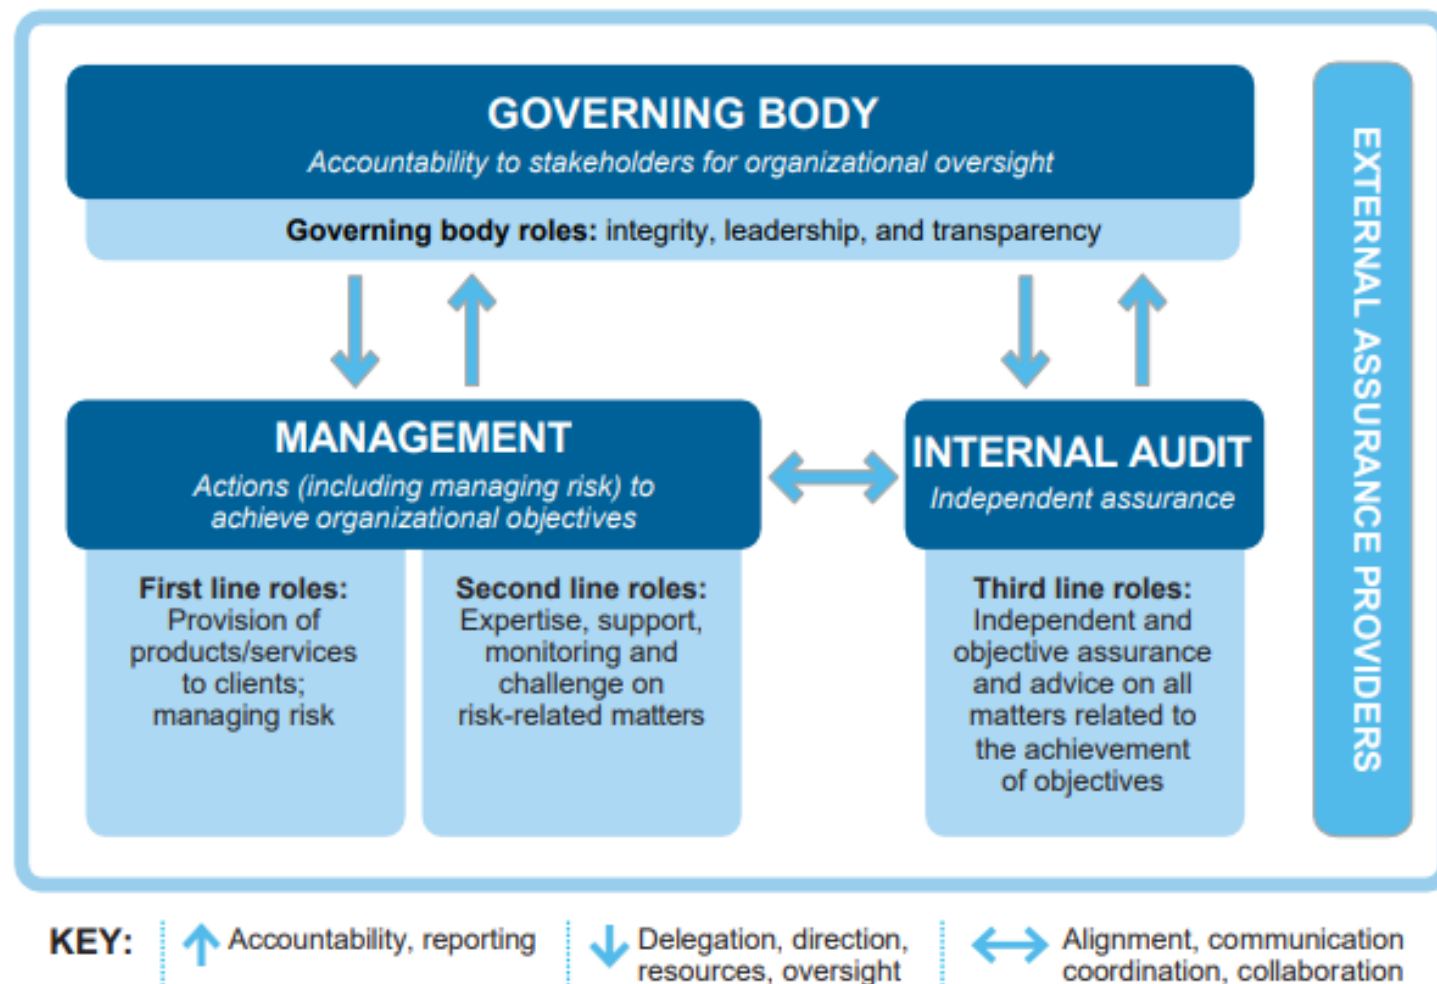 GOVERNING BODY
Accountability to stakeholders for organizational oversight
Governing body roles: integrity, leadership, and transparency
MANAGEMENT
Actions (including managing risk) to
achieve organizational objectives
First line roles:
Provision of
products/services
to clients;
managing risk
Second line roles:
Expertise, support,
monitoring and
challenge on
risk-related matters
INTERNAL AUDIT
Independent assurance
Third line roles:
Independent and
objective assurance
and advice on all
matters related to
the achievement
of objectives
EXTERNAL ASSURANCE PROVIDERS
KEY:
Accountability, reporting
Delegation, direction,
resources, oversight
Alignment, communication
coordination, collaboration